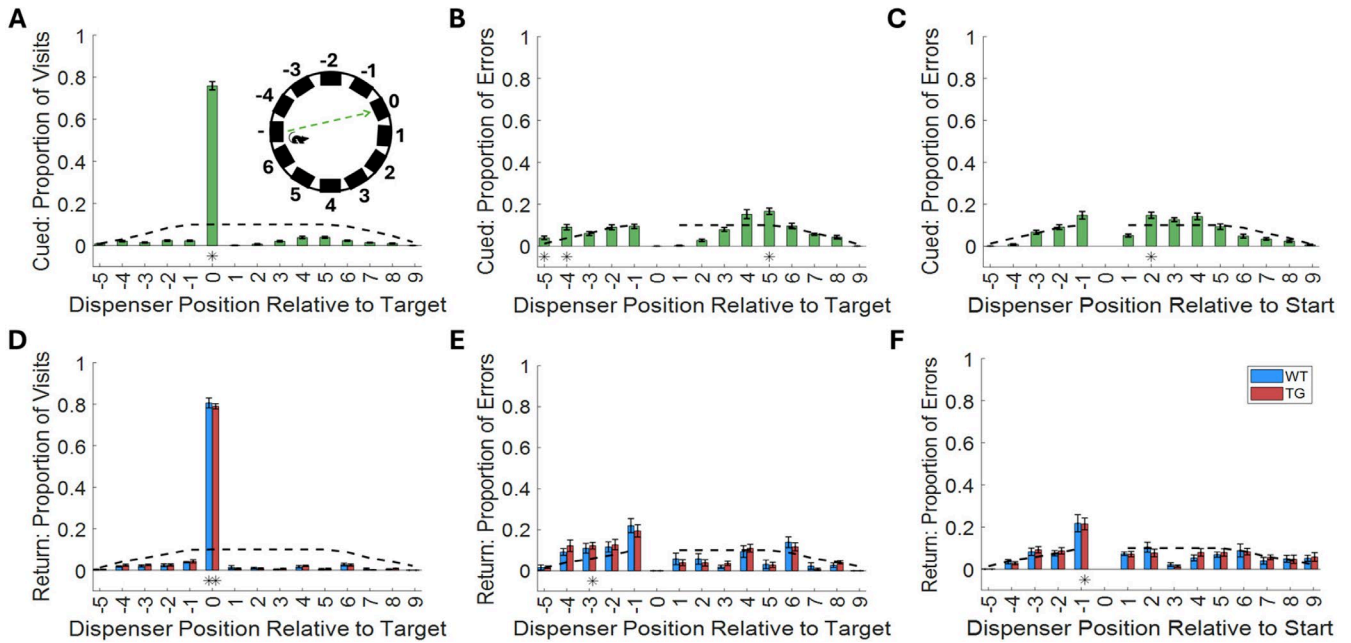 A
Cued: Proportion of Visits
1
0.8
0.6
0.4
0.2
0
-5 -4 -3 -2 -1 0 1 2 3 4 5 6 7 8 9
*
Dispenser Position Relative to Target
-2
-3 -1
-4 0
- 1
6 2
5 3
4
B
Cued: Proportion of Errors
1
0.8
0.6
0.4
0.2
0
-5 -4 -3 -2 -1 0 1 2 3 4 5 6 7 8 9
* * *
Dispenser Position Relative to Target
C
Cued: Proportion of Errors
1
0.8
0.6
0.4
0.2
0
-5 -4 -3 -2 -1 0 1 2 3 4 5 6 7 8 9
*
Dispenser Position Relative to Start
D
Return: Proportion of Visits
1
0.8
0.6
0.4
0.2
0
-5 -4 -3 -2 -1 0 1 2 3 4 5 6 7 8 9
**
Dispenser Position Relative to Target
E
Return: Proportion of Errors
1
0.8
0.6
0.4
0.2
0
-5 -4 -3 -2 -1 0 1 2 3 4 5 6 7 8 9
*
Dispenser Position Relative to Target
F
Return: Proportion of Errors
1
0.8
0.6
0.4
0.2
0
-5 -4 -3 -2 -1 0 1 2 3 4 5 6 7 8 9
*
Dispenser Position Relative to Start
WT
TG